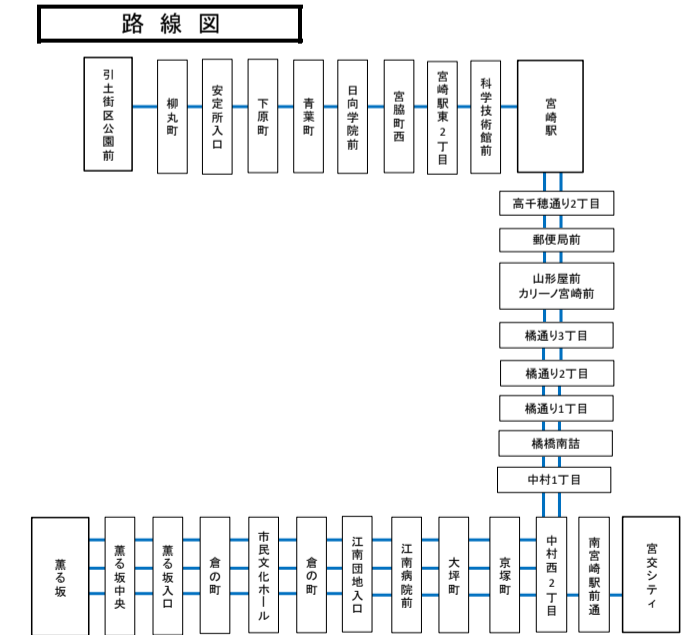 路線図
引土街区公園前
柳丸町
安定所入口
下原町
青葉町
日向学院前
宮脇町西
宮崎駅東2丁目
科学技術館前
宮崎駅
高千穂通り2丁目
郵便局前
山形屋前
カリーノ宮崎前
橘通り3丁目
橘通り2丁目
橘通り1丁目
橘橋南詰
中村1丁目
薫る坂
薫る坂中央
薫る坂入口
倉の町
市民文化ホール
倉の町
江南団地入口
江南病院前
大坪町
京塚町
中村西2丁目
南宮崎駅前通
宮交シティ